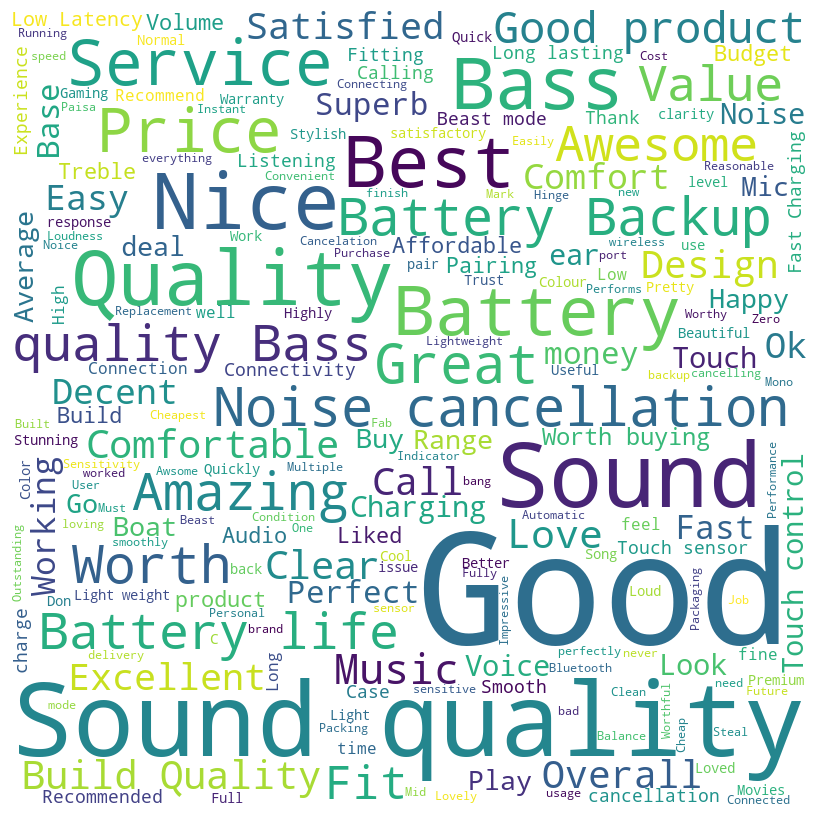 Low Latency
Volume
Satisfied
Good product
Running
Normal
Quick
Service
Bass
Value
speed
Experience
Base
Fitting
Long lasting
Cost
Budget
Calling
Connecting
Gaming
Recommend
Warranty
Superb
Paisa
Instant
Price
Beast mode
Thank
clarity
Noise
Stylish
satisfactory
Easily
Awesome
Best
Treble
everything
Listening
Reasonable
Fast Charging
Convenient
Comfort
level
Mic
Easy
Nice
finish
Mark
Hinge
new
Battery Backup
response
Work
Average
Loudness
Noice
deal
Cancelation
Purchase
Affordable
ear
wireless
port
use
Quality
pair
Pairing
Low
Design
Trust
Colour
Performs
Pretty
Happy
High
Replacement
well
Highly
Battery
Worthy
Zero
Beautiful
quality Bass
Lightweight
Great
money
Touch
Ok
Connection
Connectivity
Useful
backup
cancelling
Mono
Decent
Noise cancellation
Build
Cheapest
Built
Fab
Stunning
Comfortable
Buy
Range
Worth buying
Color
Sensitivity
Awsome
Quickly
Multiple
Indicator
Sound
Performance
worked
User
Amazing
Call
bang
Working
Go
Must
Charging
Automatic
loving
Boat
Beast
Condition
One
Liked
Love
feel
Fast
Touch control
Outstanding
smoothly
Audio
Cool
Song
Touch sensor
Worth
back
Clear
issue
Better
Fully
Good
Don
Light weight
product
Perfect
sensor
Impressive
Loud
Packaging
Job
charge
Personal
Battery life
C
brand
perfectly
never
fine
delivery
Music
Voice
Bluetooth
Look
Excellent
Long
Case
sensitive
Smooth
Clean
need
Premium
Future
mode
Light
Packing
bad
Worthful
Steal
Sound quality
time
Balance
Cheap
Build Quality
Fit
Play
Overall
Loved
Recommended
Full
Mid
Lovely
usage
cancellation
Movies
Connected